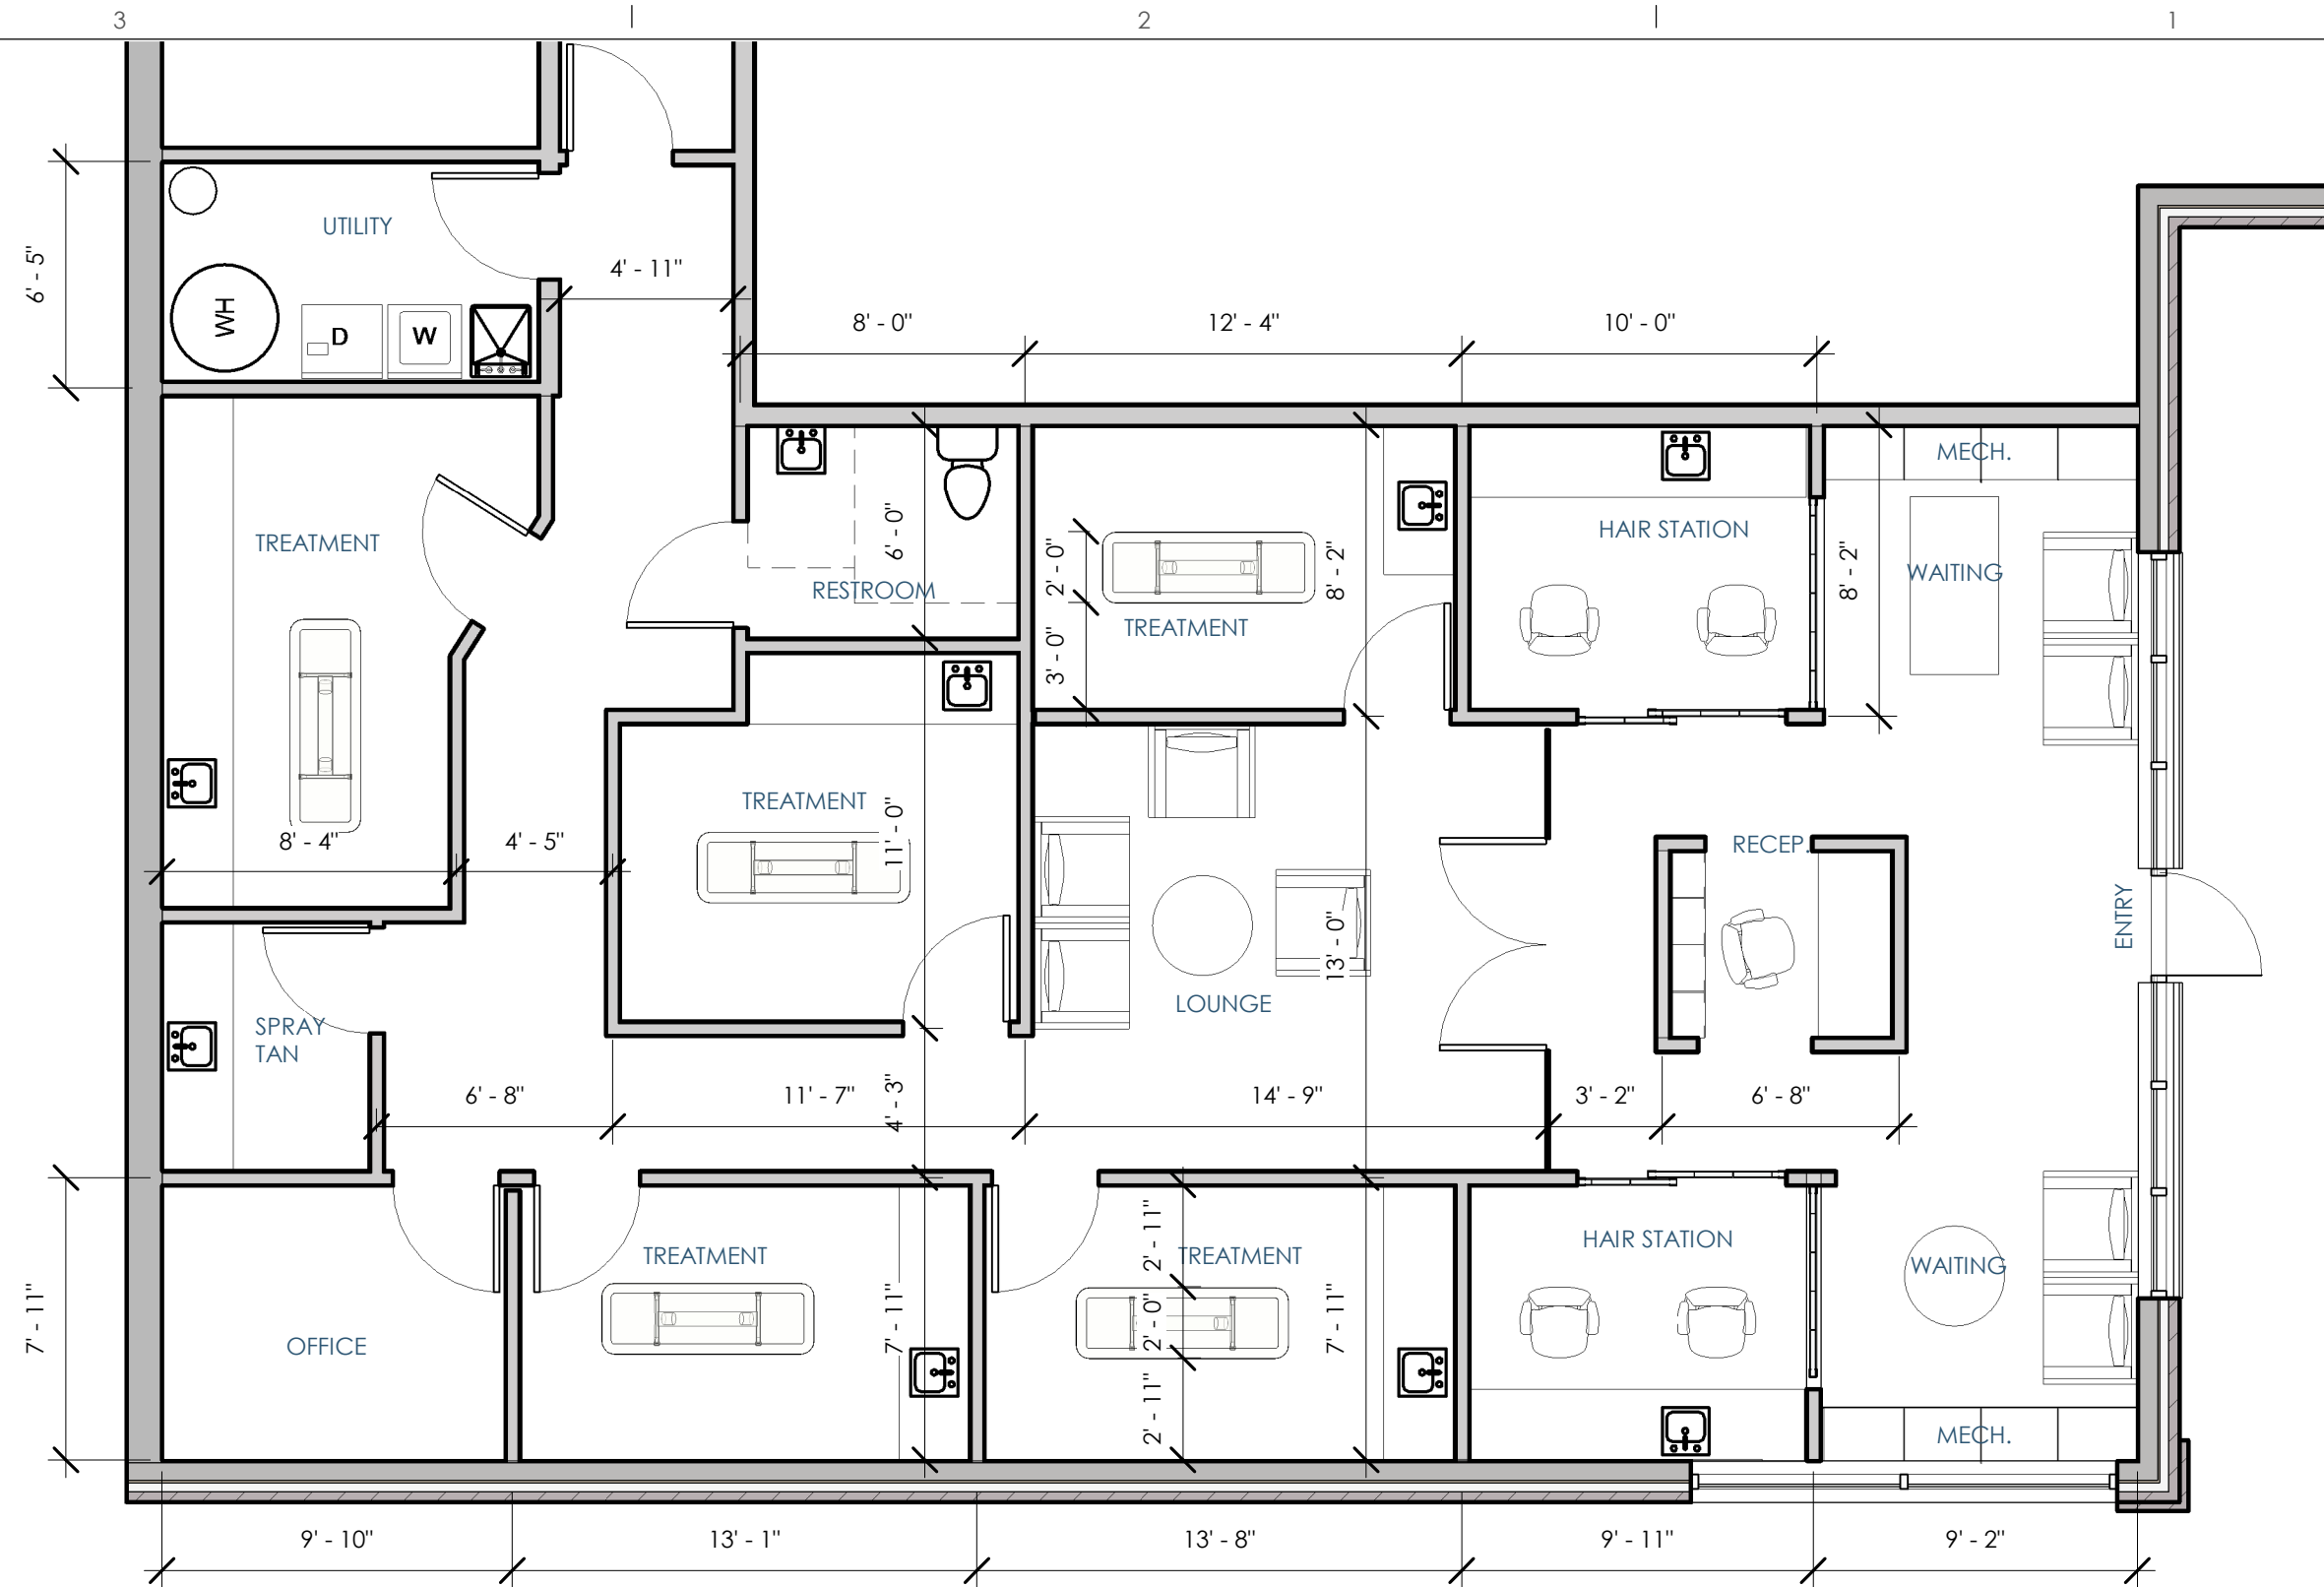 3
2
1
UTILITY
6' - 5"
4' - 11"
WH
D
W
8' - 0"
12' - 4"
10' - 0"
MECH.
TREATMENT
6' - 0"
RESTROOM
2' - 0"
3' - 0"
TREATMENT
8' - 2"
HAIR STATION
8' - 2"
WAITING
8' - 4"
4' - 5"
TREATMENT
11' - 0"
LOUNGE
13' - 0"
RECEP.
ENTRY
SPRAY
TAN
6' - 8"
11' - 7"
4' - 3"
14' - 9"
3' - 2"
6' - 8"
7' - 11"
OFFICE
TREATMENT
7' - 11"
2' - 11"
2' - 0"
2' - 11"
TREATMENT
7' - 11"
HAIR STATION
WAITING
MECH.
9' - 10"
13' - 1"
13' - 8"
9' - 11"
9' - 2"